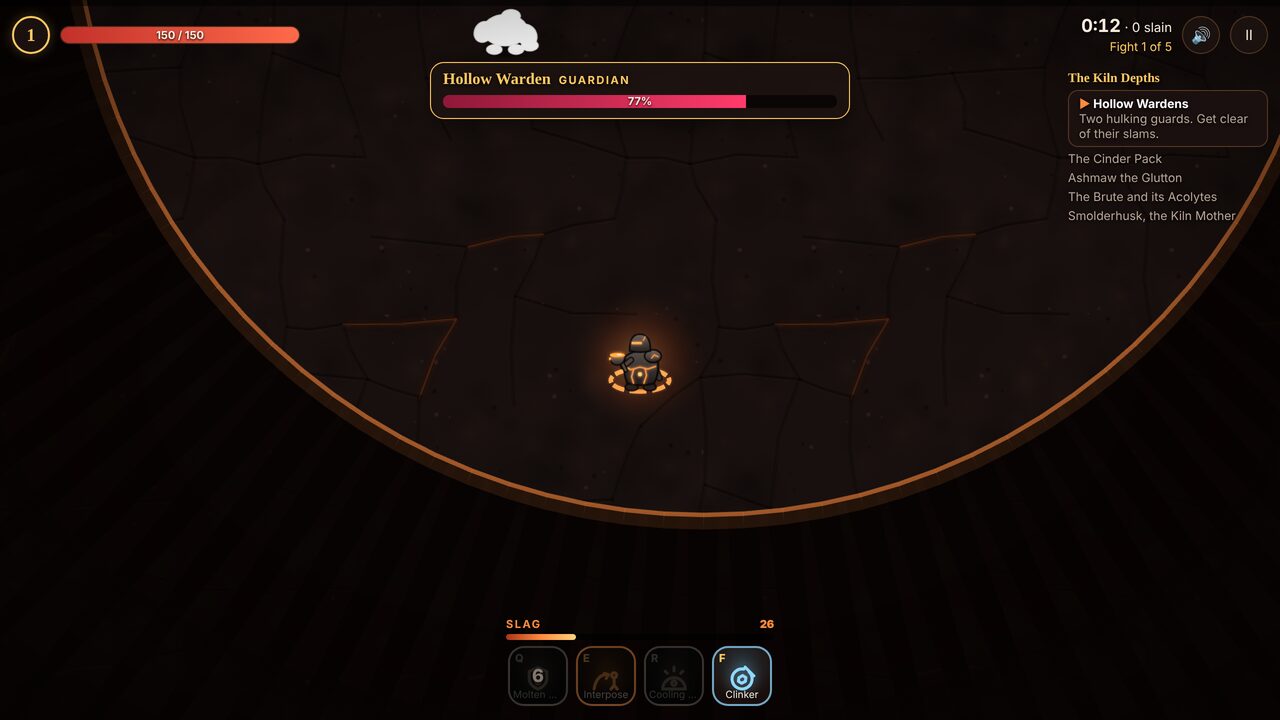 1
150 / 150
0:12 · 0 slain
Fight 1 of 5
Hollow Warden GUARDIAN
77%
The Kiln Depths
Hollow Wardens
Two hulking guards. Get clear
of their slams.
The Cinder Pack
Ashmaw the Glutton
The Brute and its Acolytes
Smolderhusk, the Kiln Mother
SLAG 26
Q E R F
6
Molten ... Interpose Cooling ... Clinker